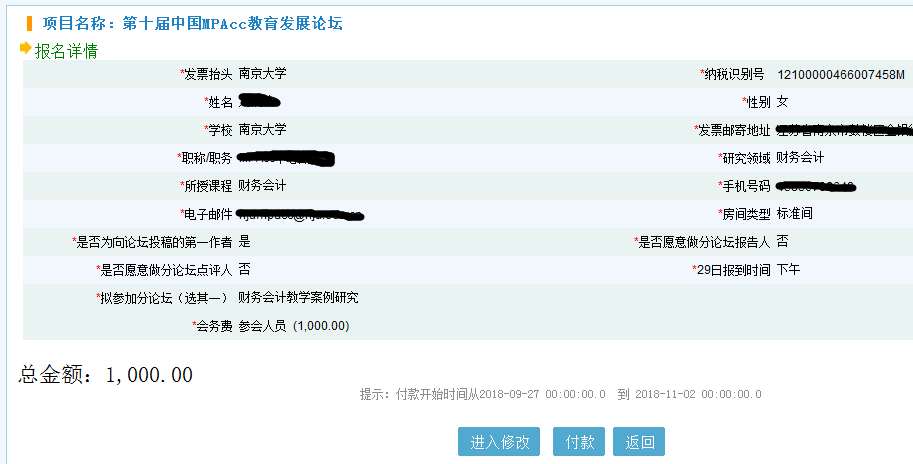 项目名称：第十届中国MPAcc教育发展论坛
报名详情
*发票抬头 南京大学 *纳税识别号 12100000466007458M
*姓名 *性别 女
*学校 南京大学 *发票邮寄地址
*职称/职务 *研究领域 财务会计
*所授课程 财务会计 *手机号码
*电子邮件 *房间类型 标准间
*是否为向论坛投稿的第一作者 是 *是否愿意做分论坛报告人 否
*是否愿意做分论坛点评人 否 *29日报到时间 下午
*拟参加分论坛（选其一） 财务会计教学案例研究
*会务费 参会人员 (1,000.00)
总金额：1,000.00
提示：付款开始时间从2018-09-27 00:00:00.0 到 2018-11-02 00:00:00.0
进入修改 付款 返回